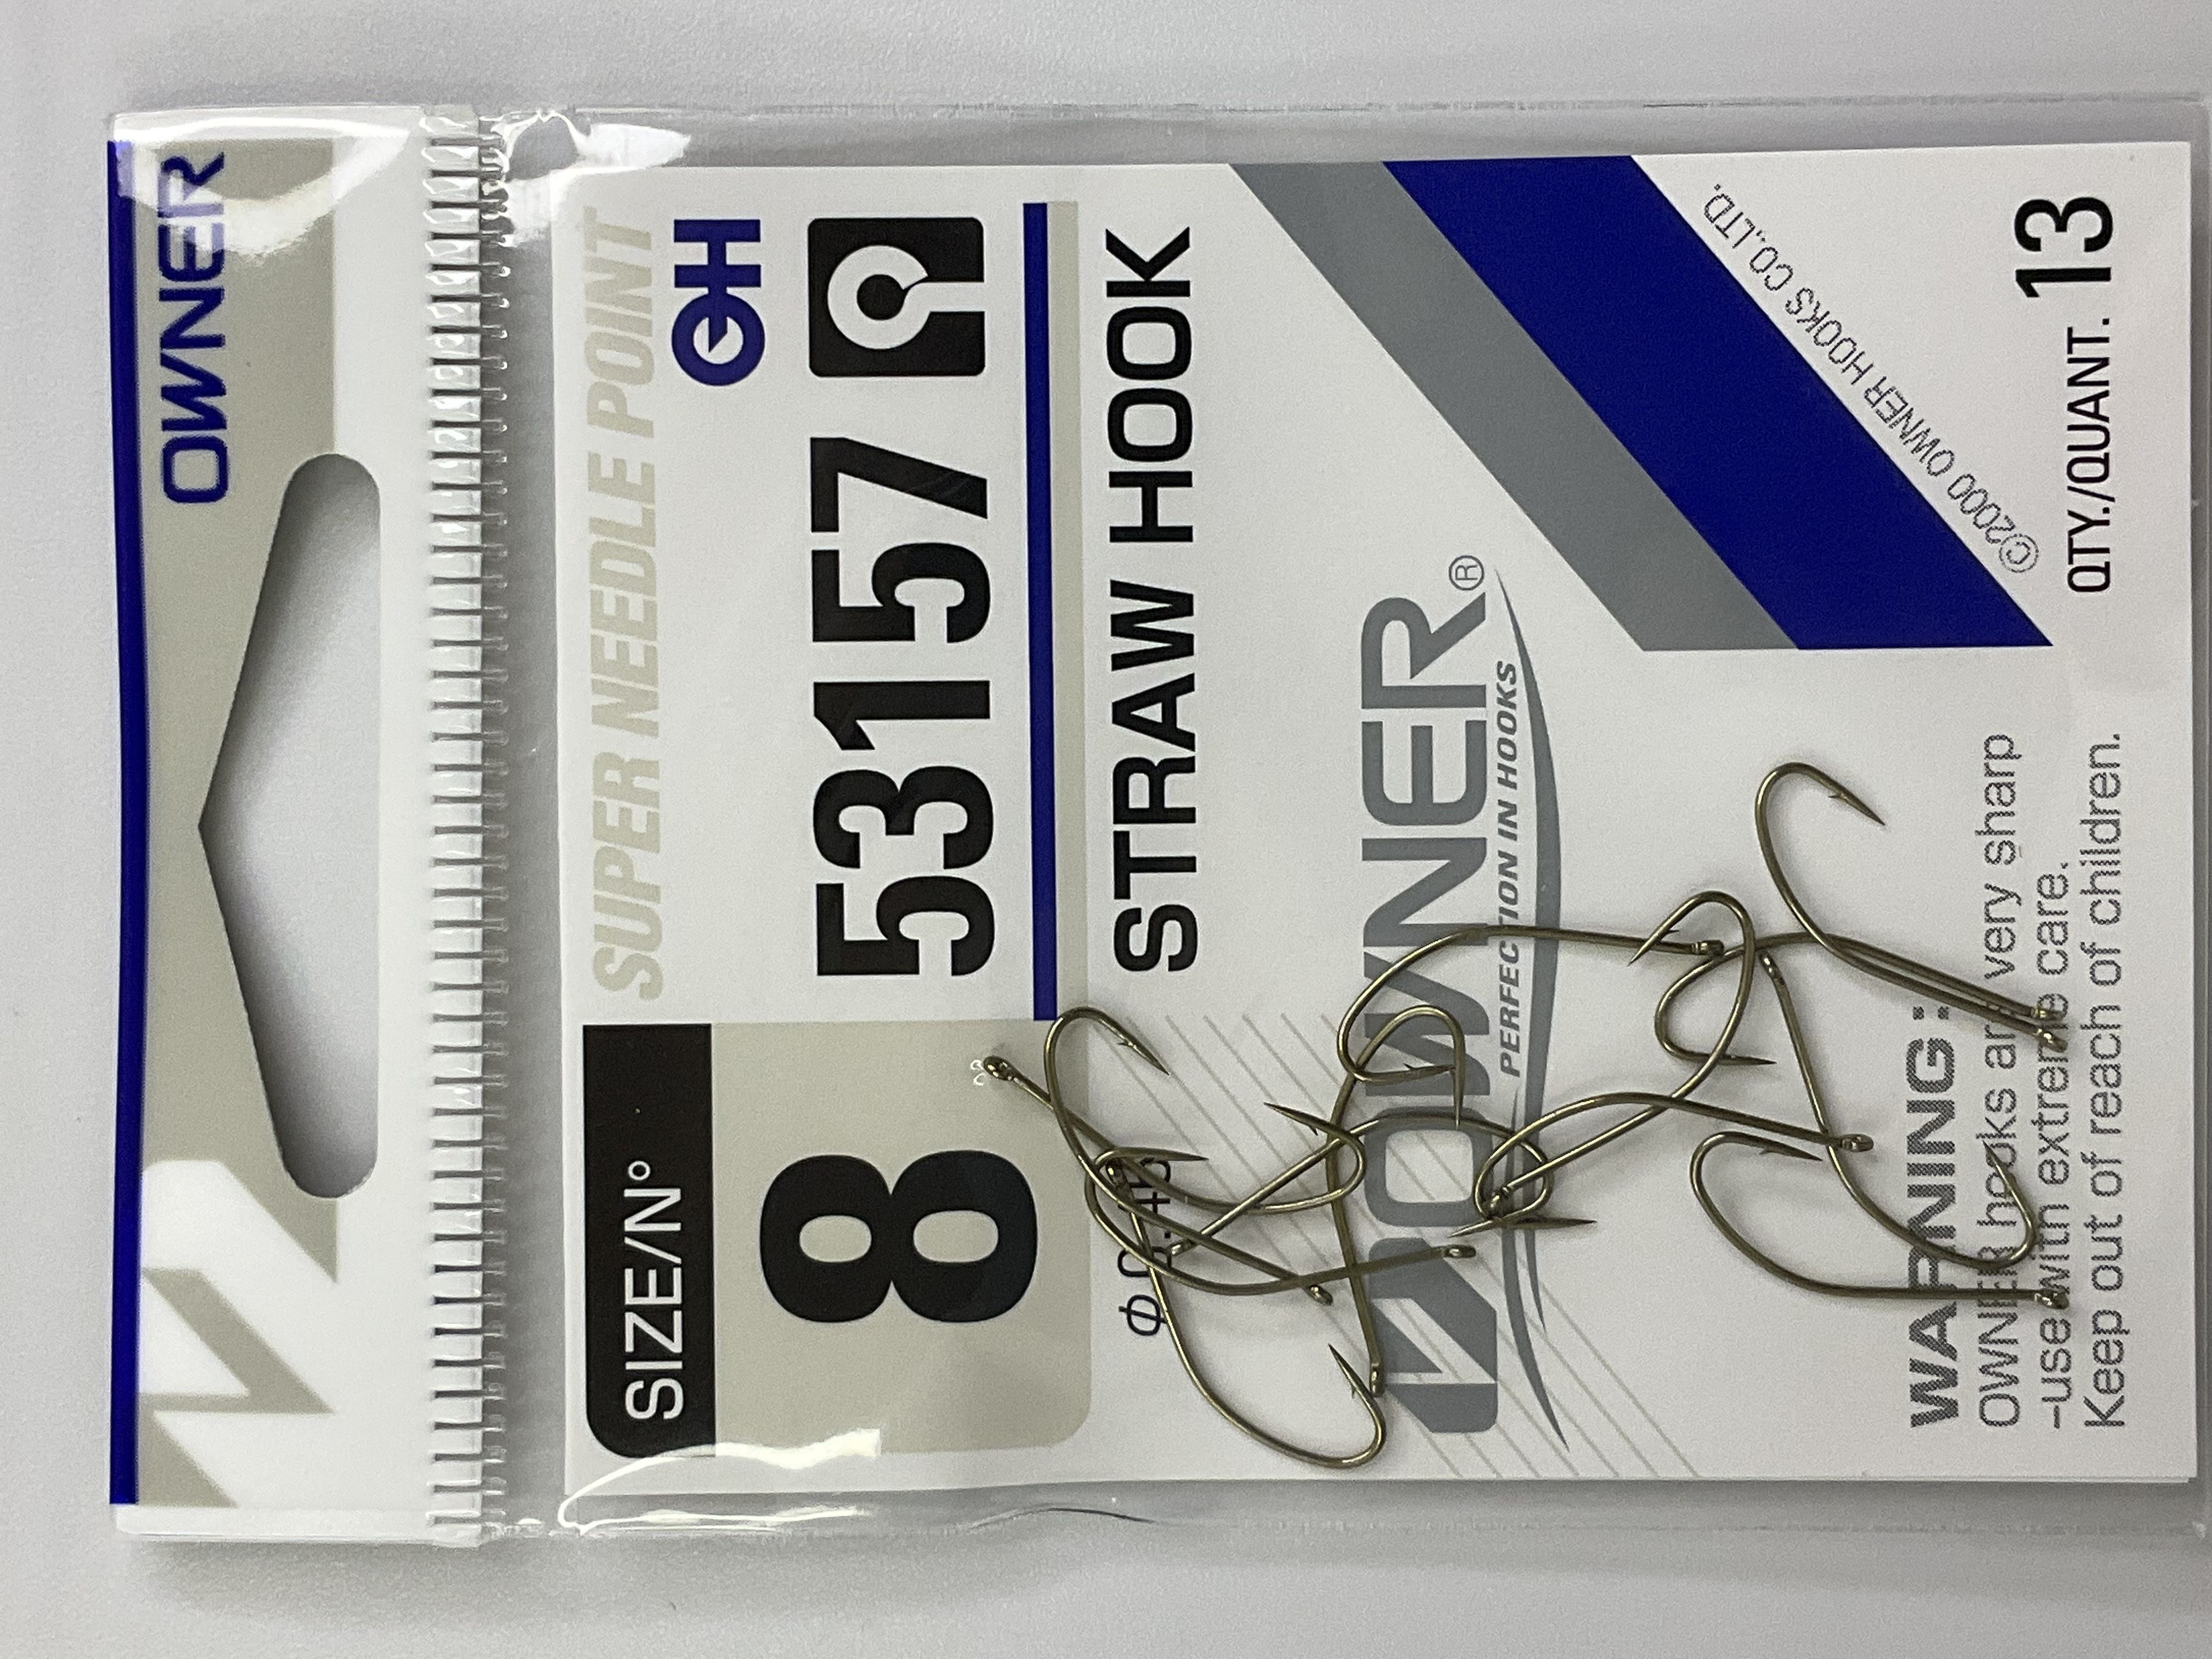 OWNER
SUPER NEEDLE POINT
SIZE/N°
8
53157
STRAW HOOK
OWNER®
PERFECTION IN HOOKS
©2000 OWNER HOOKS CO.,LTD.
WARNING:
OWNER hooks are very sharp
-use with extreme care.
Keep out of reach of children.
QTY./QUANT. 13